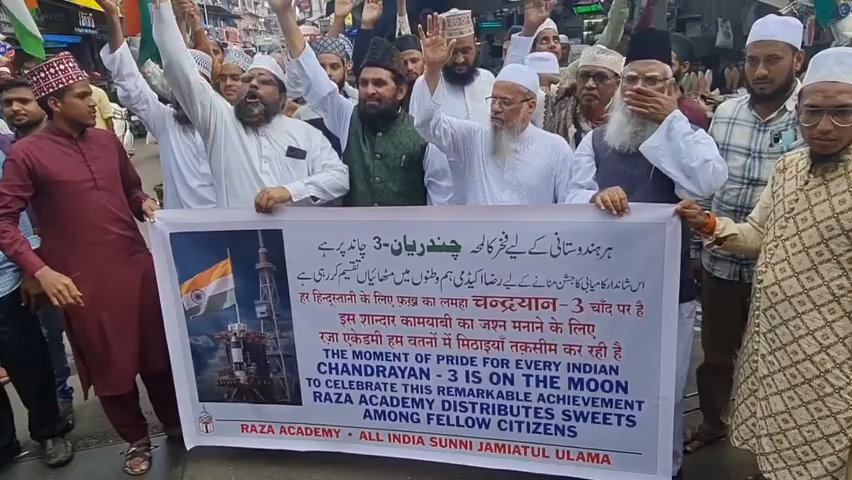 ہر ہندوستانی کے لیے فخر کا لمحہ چندریان-3 چاند پر ہے
اس شاندار کامیابی کا جشن منانے کے لیے رضا اکیڈمی ہم وطنوں میں مٹھائیاں تقسیم کر رہی ہے
हर हिन्दुस्तानी के लिए फ़ख़्र का लमहा चन्द्रयान-3 चाँद पर है
इस शान्दार कामयाबी का जश्न मनाने के लिए
रज़ा एकेडमी हम वतनों में मिठाइयाँ तक़सीम कर रही है
THE MOMENT OF PRIDE FOR EVERY INDIAN
CHANDRAYAN - 3 IS ON THE MOON
TO CELEBRATE THIS REMARKABLE ACHIEVEMENT
RAZA ACADEMY DISTRIBUTES SWEETS
AMONG FELLOW CITIZENS
RAZA ACADEMY • ALL INDIA SUNNI JAMIATUL ULAMA